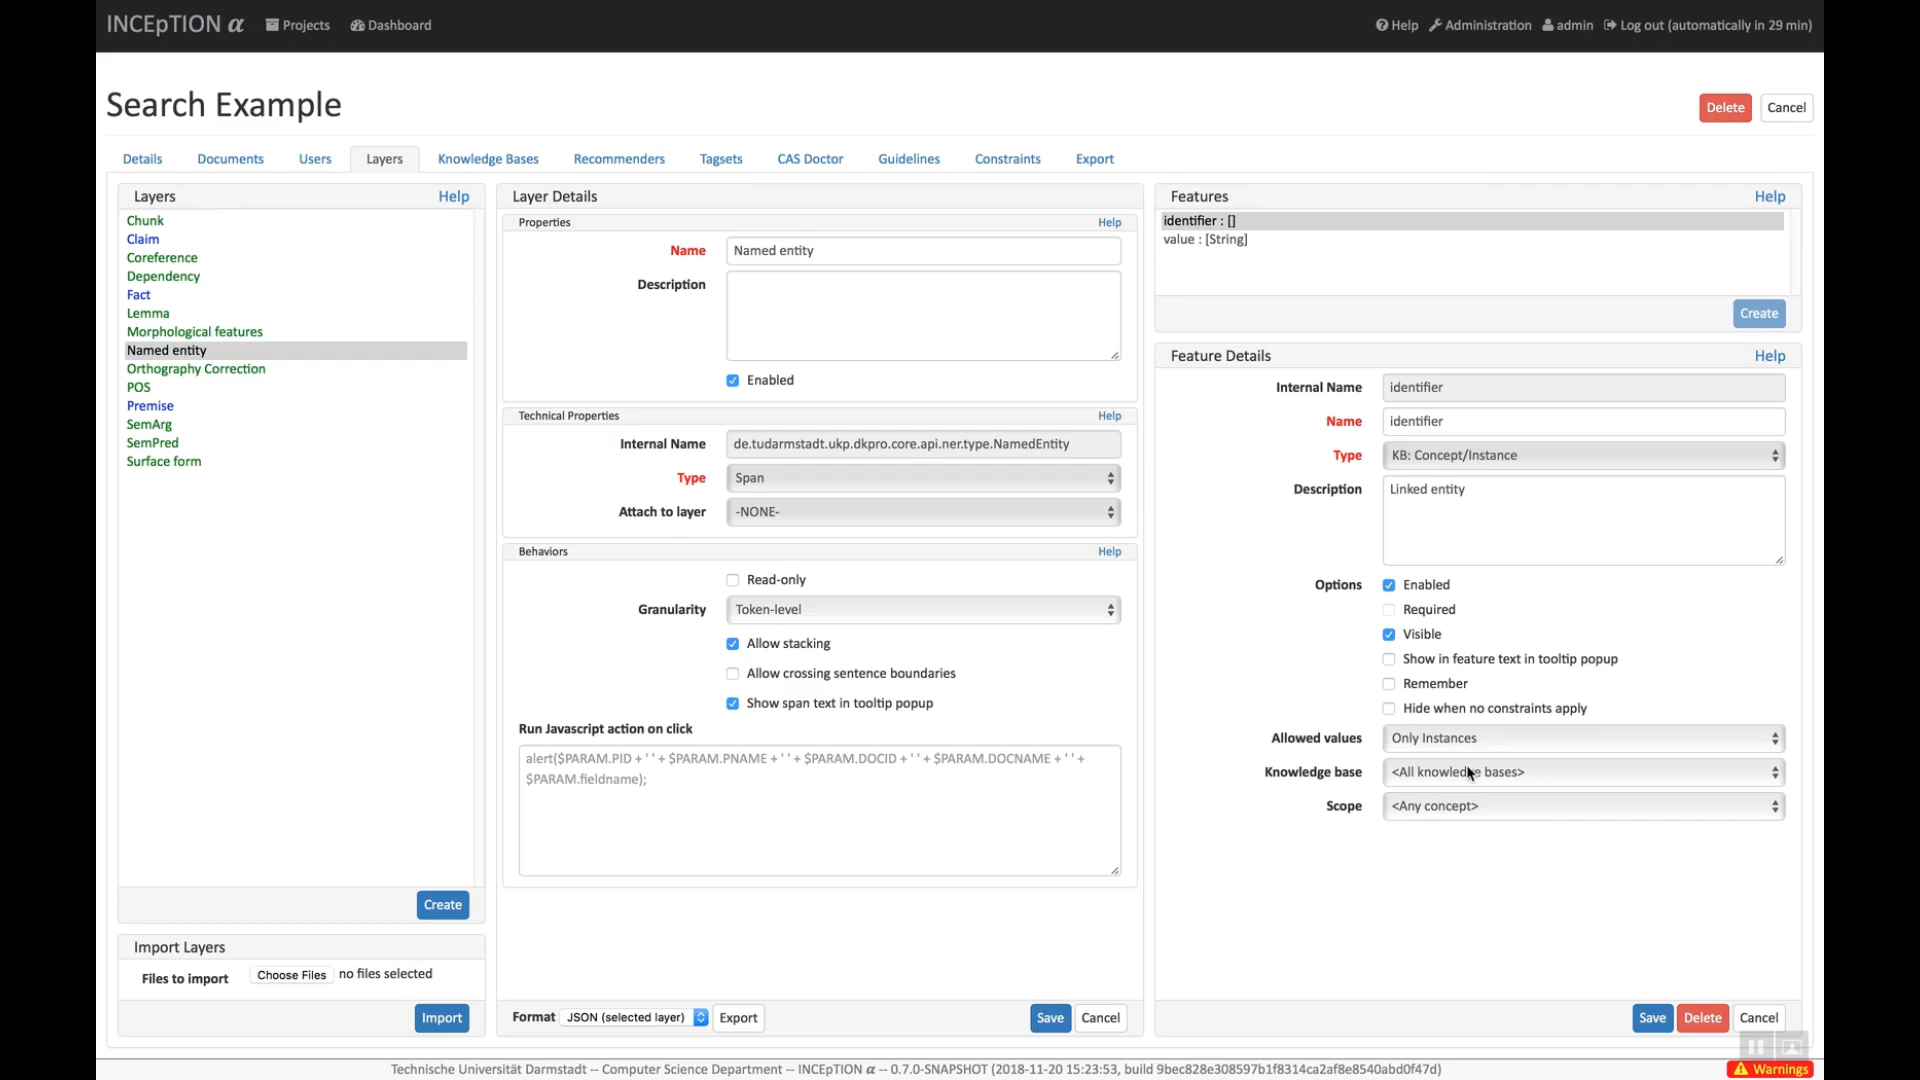 INCEpTION α Projects Dashboard Help Administration admin Log out (automatically in 29 min)
Search Example
Delete Cancel
Details Documents Users Layers Knowledge Bases Recommenders Tagsets CAS Doctor Guidelines Constraints Export
Layers Help
Chunk
Claim
Coreference
Dependency
Fact
Lemma
Morphological features
Named entity
Orthography Correction
POS
Premise
SemArg
SemPred
Surface form
Create
Import Layers
Files to import Choose Files no files selected
Import
Layer Details
Properties Help
Name Named entity
Description
Enabled
Technical Properties Help
Internal Name de.tudarmstadt.ukp.dkpro.core.api.ner.type.NamedEntity
Type Span
Attach to layer -NONE-
Behaviors Help
Read-only
Granularity Token-level
Allow stacking
Allow crossing sentence boundaries
Show span text in tooltip popup
Run Javascript action on click
alert($PARAM.PID + ' ' + $PARAM.PNAME + ' ' + $PARAM.DOCID + ' ' + $PARAM.DOCNAME + ' ' +
$PARAM.fieldname);
Format JSON (selected layer) Export Save Cancel
Features Help
identifier : []
value : [String]
Create
Feature Details Help
Internal Name identifier
Name identifier
Type KB: Concept/Instance
Description Linked entity
Options Enabled
Required
Visible
Show in feature text in tooltip popup
Remember
Hide when no constraints apply
Allowed values Only Instances
Knowledge base <All knowledge bases>
Scope <Any concept>
Save Delete Cancel
Technische Universität Darmstadt -- Computer Science Department -- INCEpTION α -- 0.7.0-SNAPSHOT (2018-11-20 15:23:53, build 9bec828e308597b1f8314ca2af8e8540abd0f47d)
Warnings